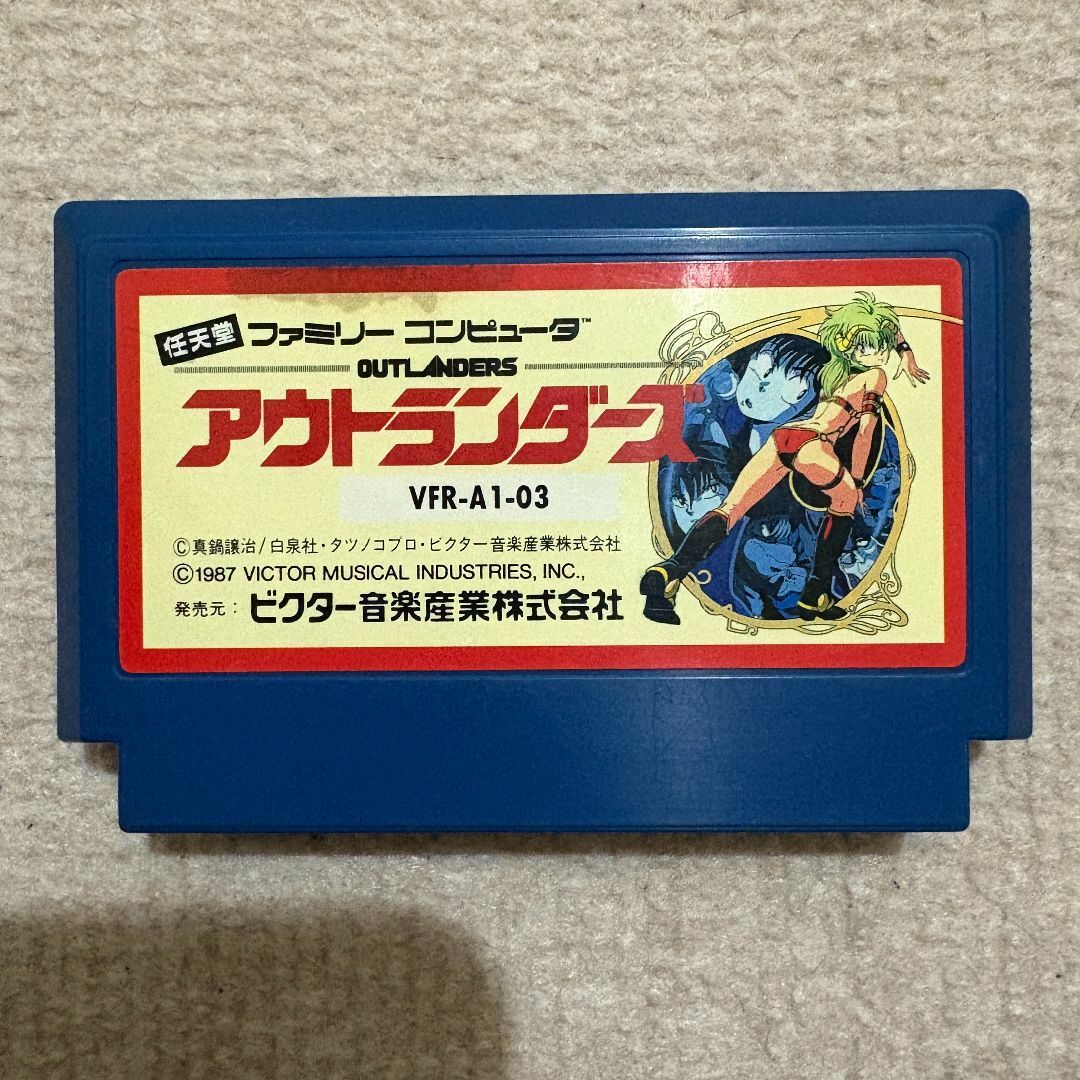 任天堂 ファミリー コンピュータ™
OUTLANDERS
アウトランダーズ
VFR-A1-03
©真鍋譲治/白泉社・タツノコプロ・ビクター音楽産業株式会社
©1987 VICTOR MUSICAL INDUSTRIES, INC.,
発売元:ビクター音楽産業株式会社